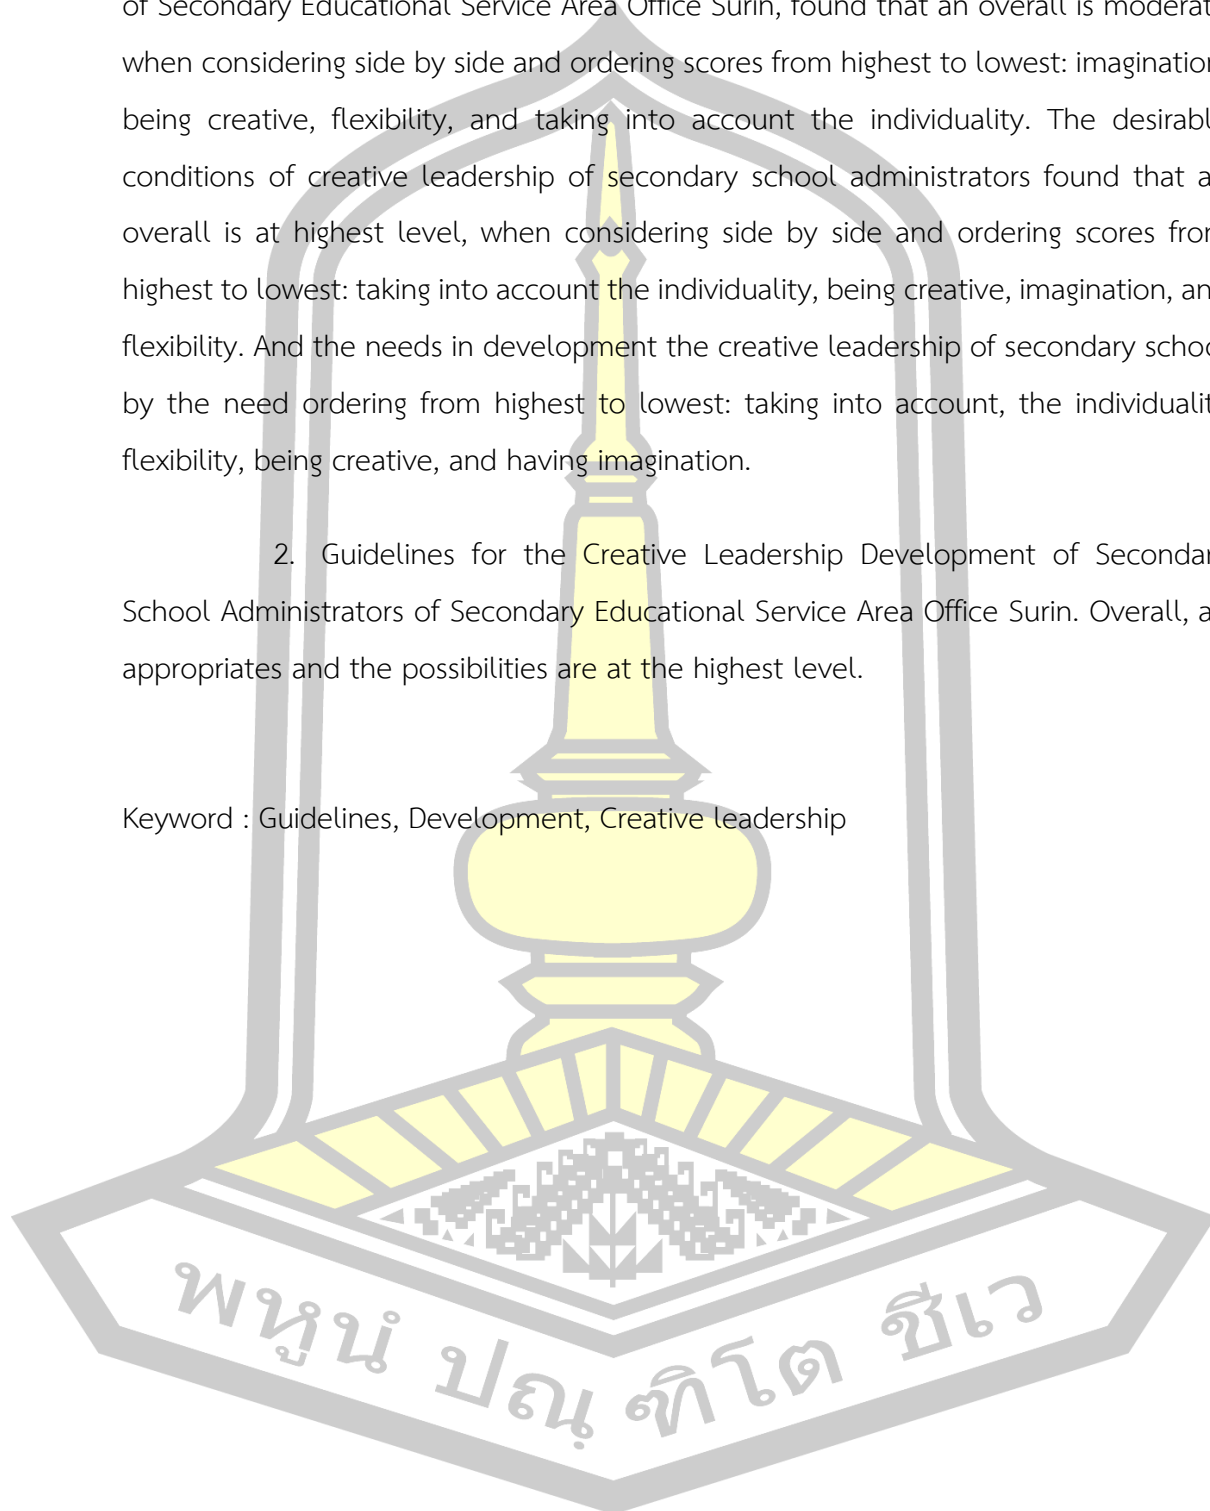 of Secondary Educational Service Area Office Surin, found that an overall is moderat
when considering side by side and ordering scores from highest to lowest: imagination
being creative, flexibility, and taking into account the individuality. The desirabl
conditions of creative leadership of secondary school administrators found that a
overall is at highest level, when considering side by side and ordering scores from
highest to lowest: taking into account the individuality, being creative, imagination, an
flexibility. And the needs in development the creative leadership of secondary schoo
by the need ordering from highest to lowest: taking into account, the individualit
flexibility, being creative, and having imagination.
2. Guidelines for the Creative Leadership Development of Secondar
School Administrators of Secondary Educational Service Area Office Surin. Overall, a
appropriates and the possibilities are at the highest level.
Keyword : Guidelines, Development, Creative leadership
พหูนํ ปณฺฑิโต ชีเว